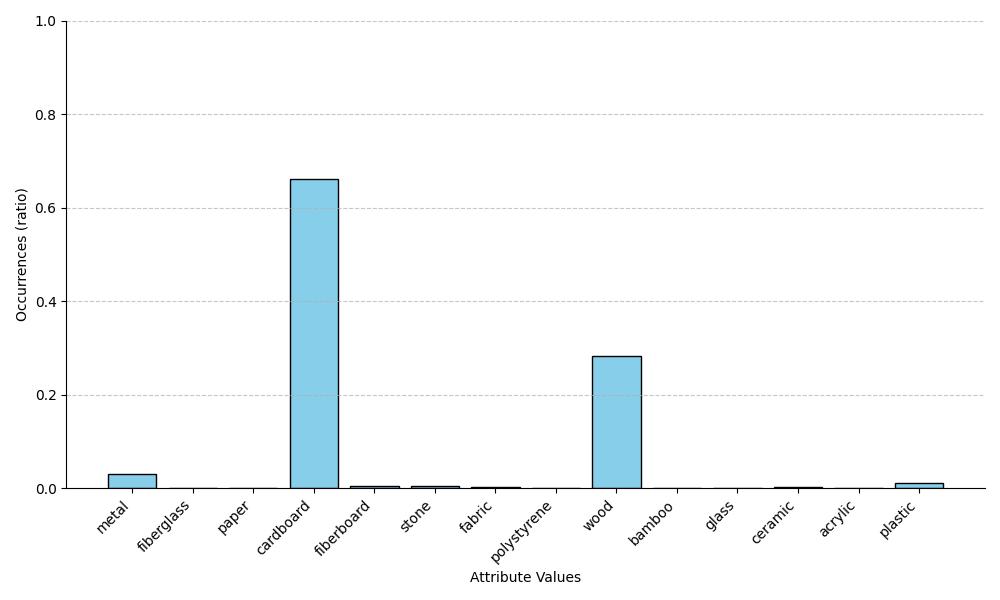 1.0
0.8
0.6
0.4
0.2
0.0
Occurrences (ratio)
metal
fiberglass
paper
cardboard
fiberboard
stone
fabric
polystyrene
wood
bamboo
glass
ceramic
acrylic
plastic
Attribute Values